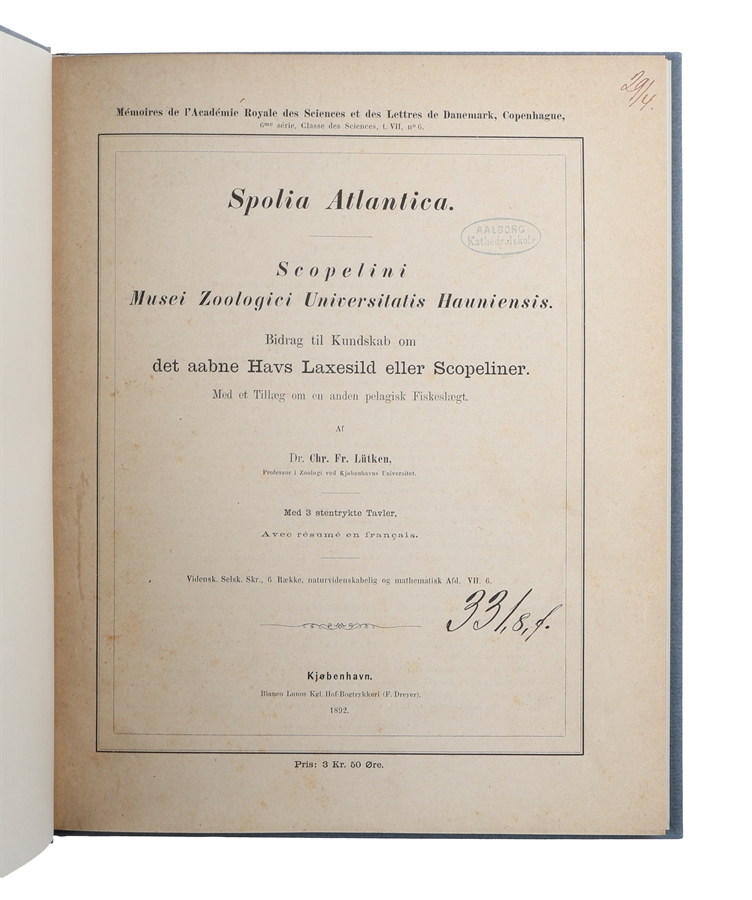 29/4.
Mémoires de l'Académie Royale des Sciences et des Lettres de Danemark, Copenhague,
6me série, Classe des Sciences, t. VII, nº 6.
Spolia Atlantica.
AALBORG
Kathedralskole
Scopelini
Musei Zoologici Universitatis Hauniensis.
Bidrag til Kundskab om
det aabne Havs Laxesild eller Scopeliner.
Med et Tillæg om en anden pelagisk Fiskeslægt.
Af
Dr. Chr. Fr. Lütken,
Professor i Zoologi ved Kjøbenhavns Universitet.
Med 3 stentrykte Tavler.
Avec résumé en français.
Vidensk. Selsk. Skr., 6 Række, naturvidenskabelig og mathematisk Afd. VII. 6.
33/, 8, f.
Kjøbenhavn.
Bianco Lunos Kgl. Hof-Bogtrykkeri (F. Dreyer).
1892.
Pris: 3 Kr. 50 Øre.